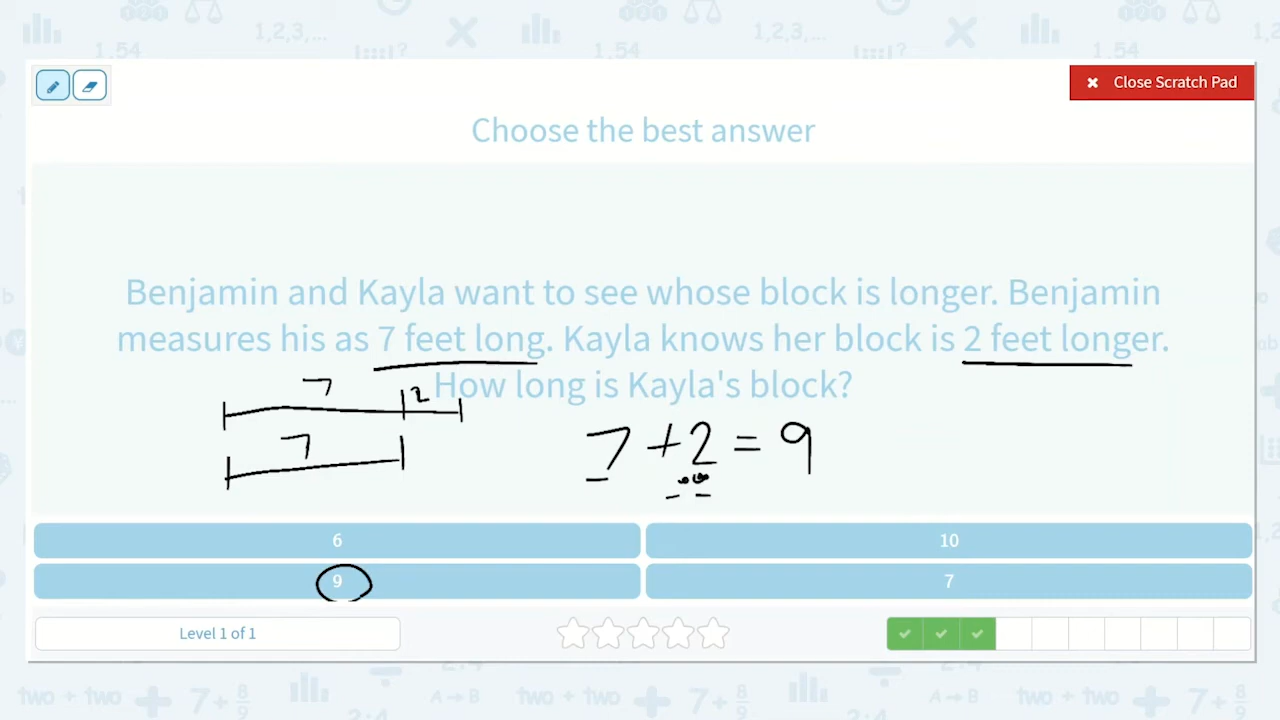 Close Scratch Pad
Choose the best answer
Benjamin and Kayla want to see whose block is longer. Benjamin
measures his as 7 feet long. Kayla knows her block is 2 feet longer.
How long is Kayla's block?
7
2
7
7 + 2 = 9
6
10
9
7
Level 1 of 1